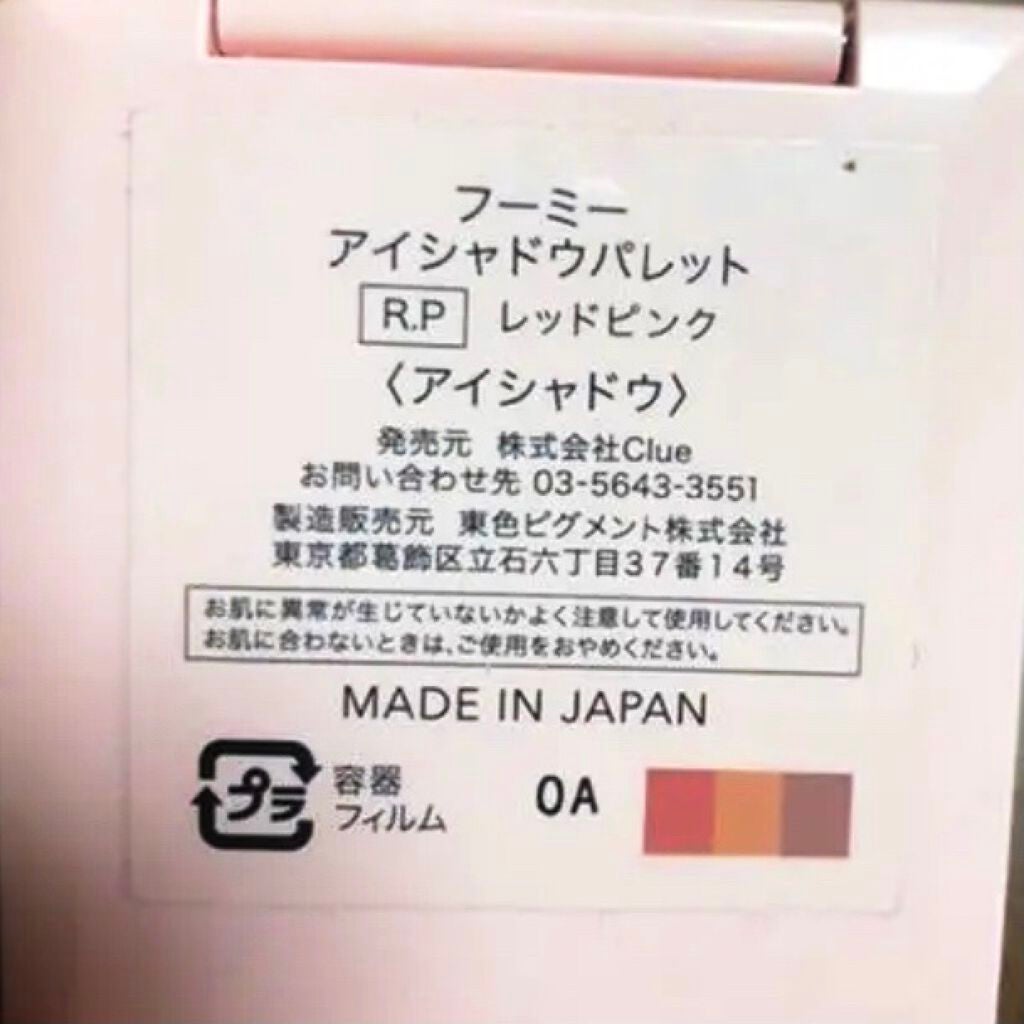 フーミー
アイシャドウパレット
R.P レッドピンク
〈アイシャドウ〉
発売元 株式会社Clue
お問い合わせ先 03-5643-3551
製造販売元 東色ピグメント株式会社
東京都葛飾区立石六丁目37番14号
お肌に異常が生じていないかよく注意して使用してください。
お肌に合わないときは、ご使用をおやめください。
MADE IN JAPAN
プラ 容器
フィルム
0A